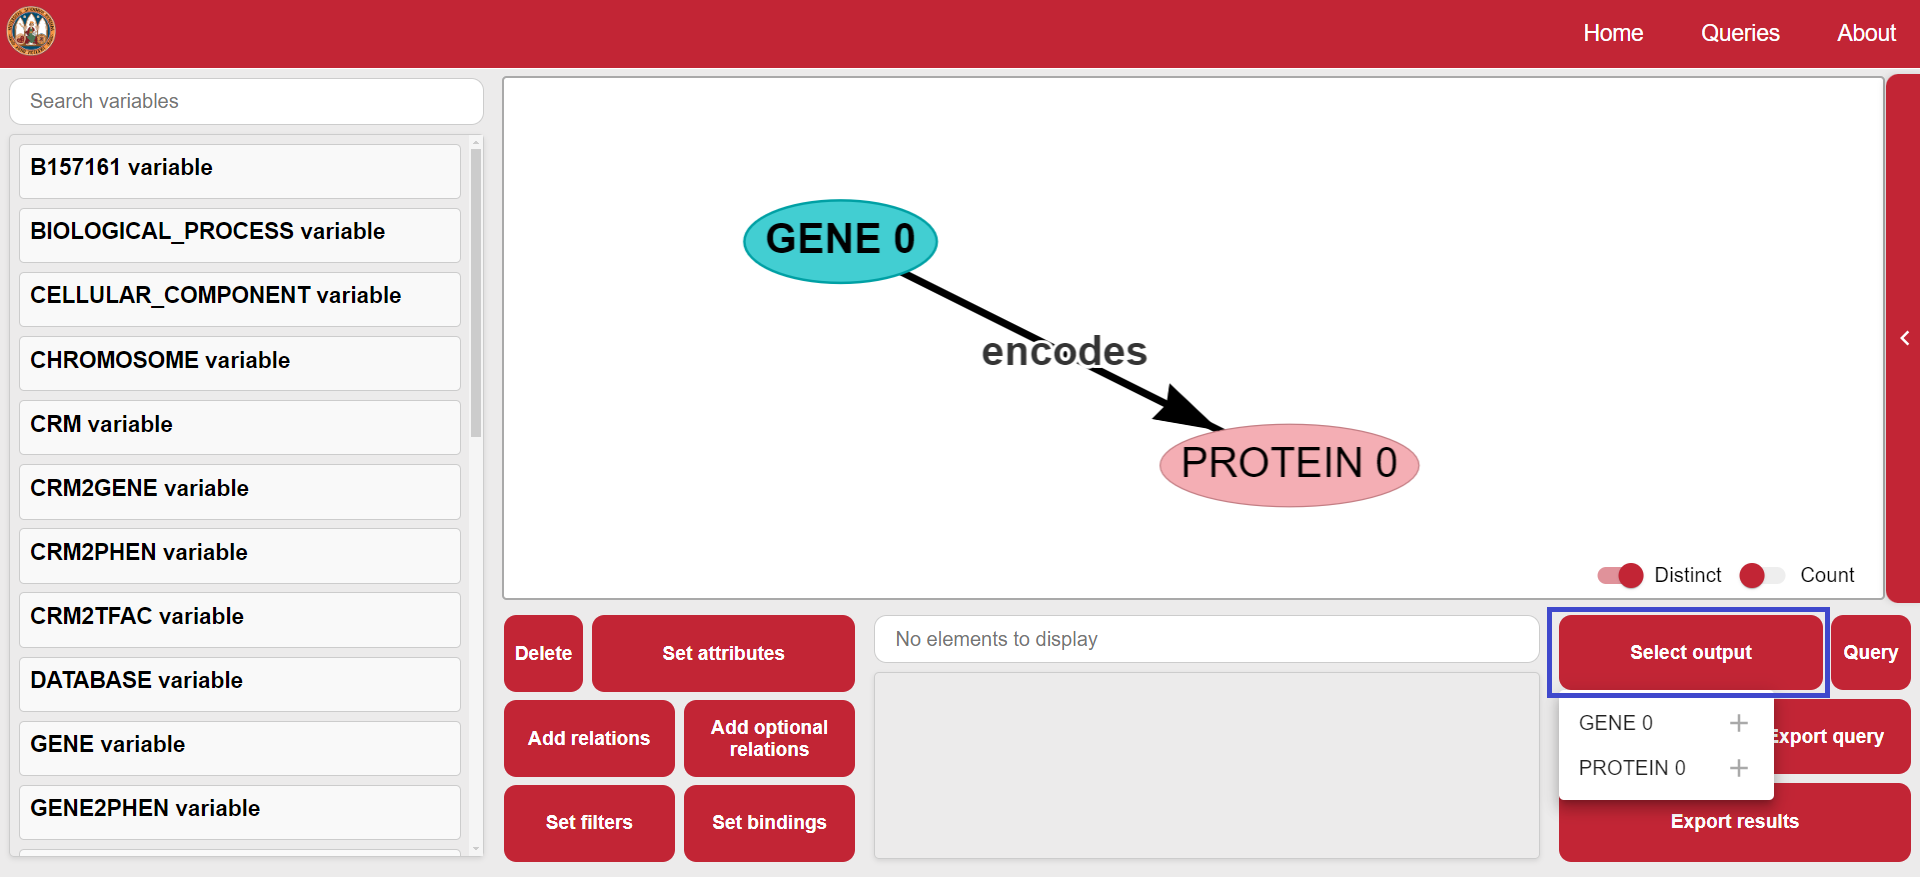 Home Queries About
Search variables
B157161 variable
BIOLOGICAL_PROCESS variable
CELLULAR_COMPONENT variable
CHROMOSOME variable
CRM variable
CRM2GENE variable
CRM2PHEN variable
CRM2TFAC variable
DATABASE variable
GENE variable
GENE2PHEN variable
GENE 0
encodes
PROTEIN 0
Distinct Count
Delete
Set attributes
Add relations
Add optional
relations
Set filters
Set bindings
No elements to display
Select output
Query
GENE 0
PROTEIN 0
Export query
Export results